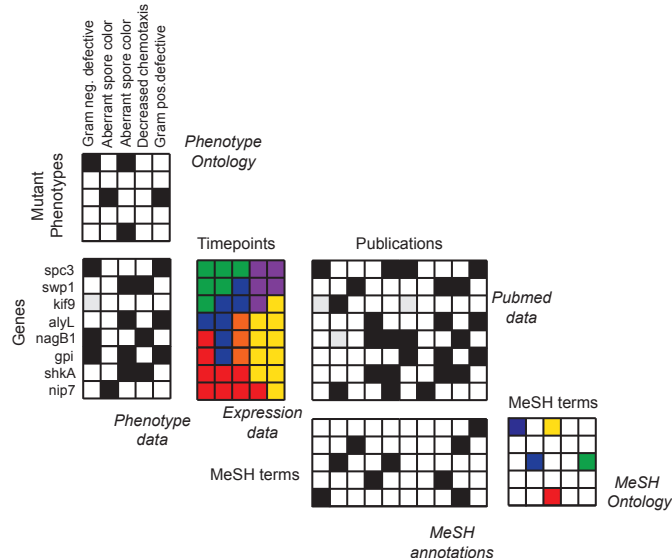 Gram neg. defective
Aberrant spore color
Aberrant spore color
Decreased chemotaxis
Gram pos.defective
Phenotype
Ontology
Mutant
Phenotypes
Timepoints
Publications
Genes
spc3
swp1
kif9
alyL
nagB1
gpi
shkA
nip7
Pubmed
data
Phenotype
data
Expression
data
MeSH terms
MeSH terms
MeSH
Ontology
MeSH
annotations